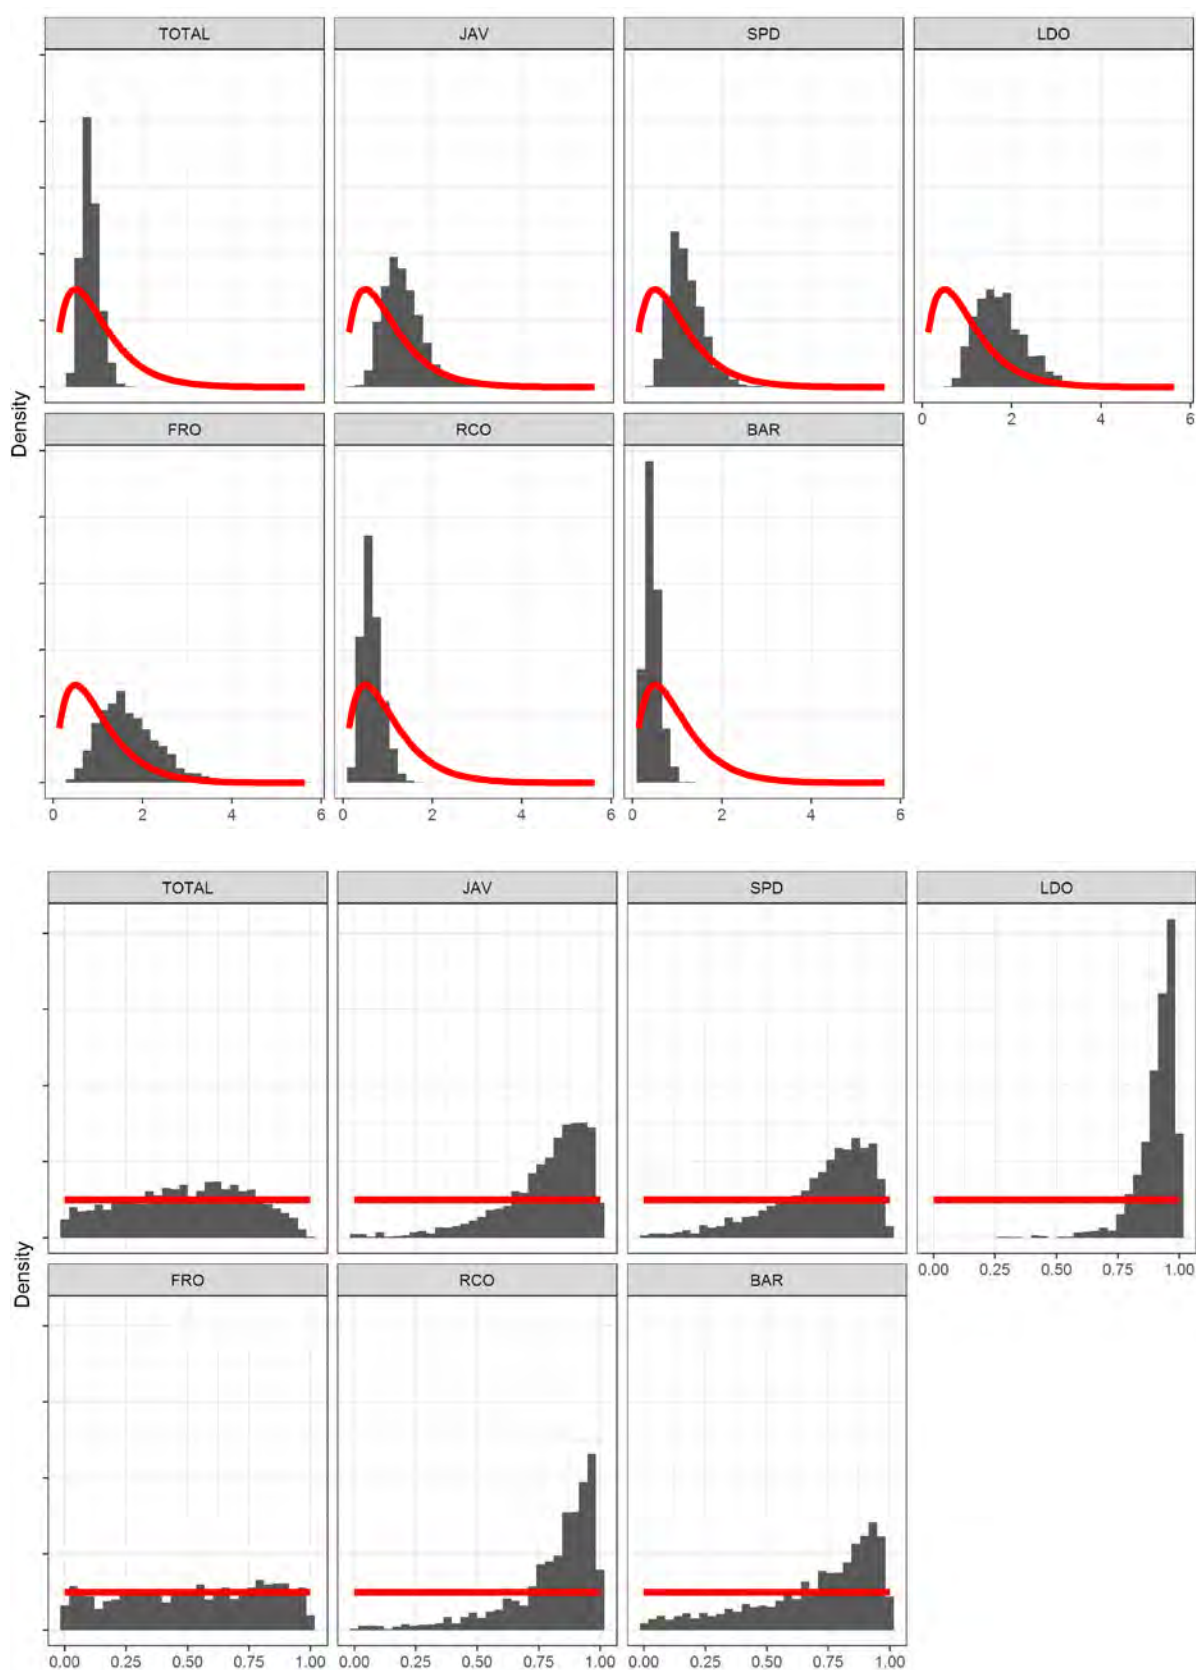 TOTAL JAV SPD LDO
Density
0 2 4 6
FRO RCO BAR
0 2 4 6 0 2 4 6 0 2 4 6
TOTAL JAV SPD LDO
Density
0.00 0.25 0.50 0.75 1.00
FRO RCO BAR
0.00 0.25 0.50 0.75 1.00 0.00 0.25 0.50 0.75 1.00 0.00 0.25 0.50 0.75 1.00